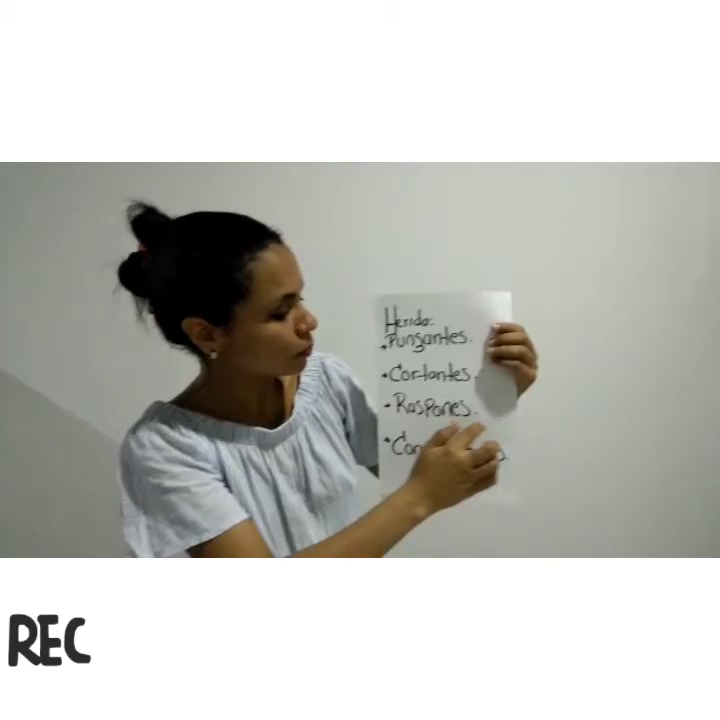 Herida:
• Punzantes.
• Cortantes.
• Raspones.
REC